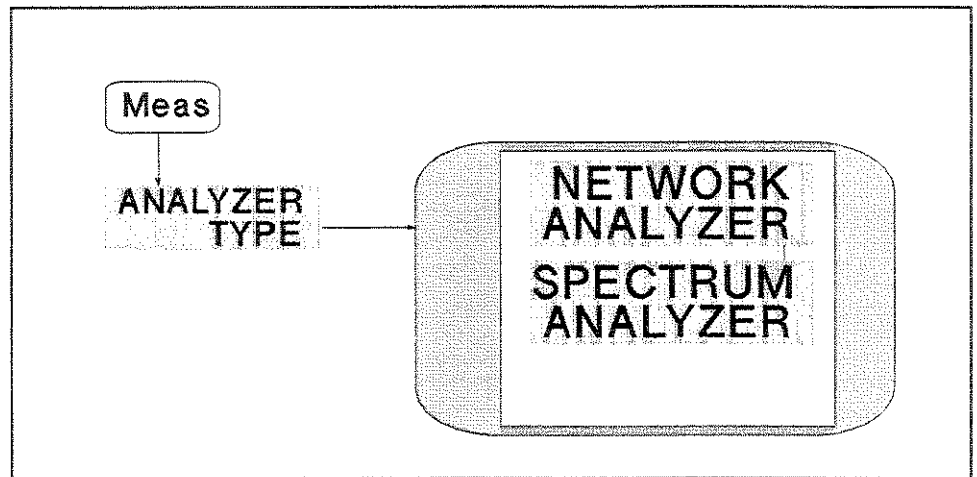 Meas
ANALYZER
TYPE
NETWORK
ANALYZER
SPECTRUM
ANALYZER